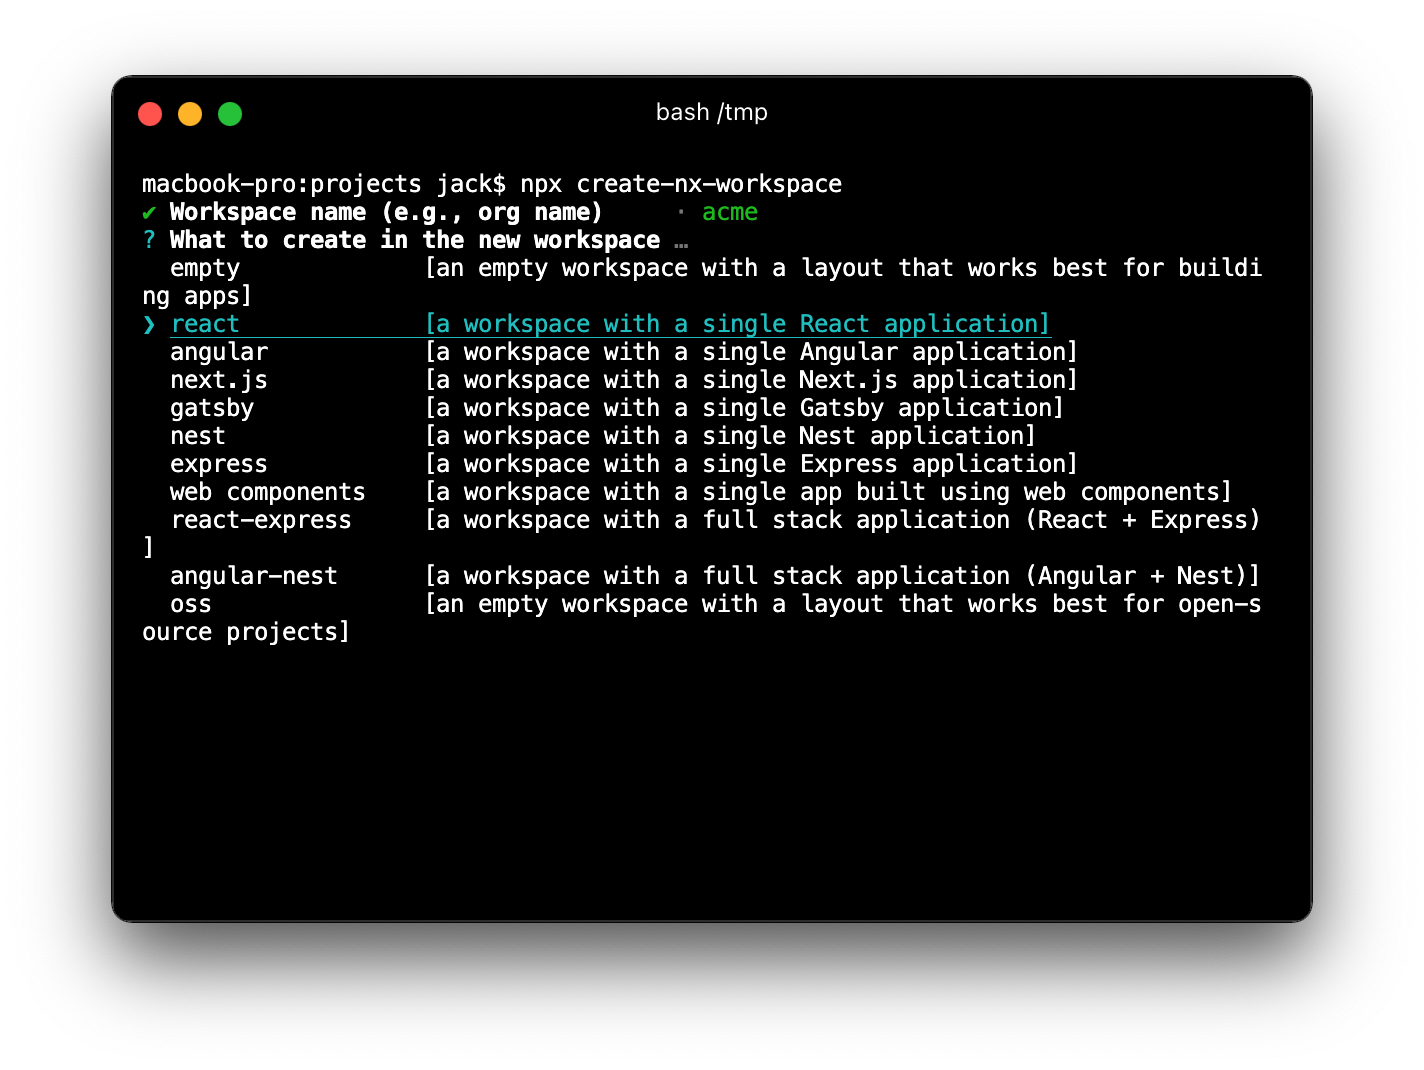 bash /tmp
macbook-pro:projects jack$ npx create-nx-workspace
✔ Workspace name (e.g., org name)     · acme
? What to create in the new workspace …
  empty             [an empty workspace with a layout that works best for buildi
ng apps]
❯ react             [a workspace with a single React application]
  angular           [a workspace with a single Angular application]
  next.js           [a workspace with a single Next.js application]
  gatsby            [a workspace with a single Gatsby application]
  nest              [a workspace with a single Nest application]
  express           [a workspace with a single Express application]
  web components    [a workspace with a single app built using web components]
  react-express     [a workspace with a full stack application (React + Express)
]
  angular-nest      [a workspace with a full stack application (Angular + Nest)]
  oss               [an empty workspace with a layout that works best for open-s
ource projects]